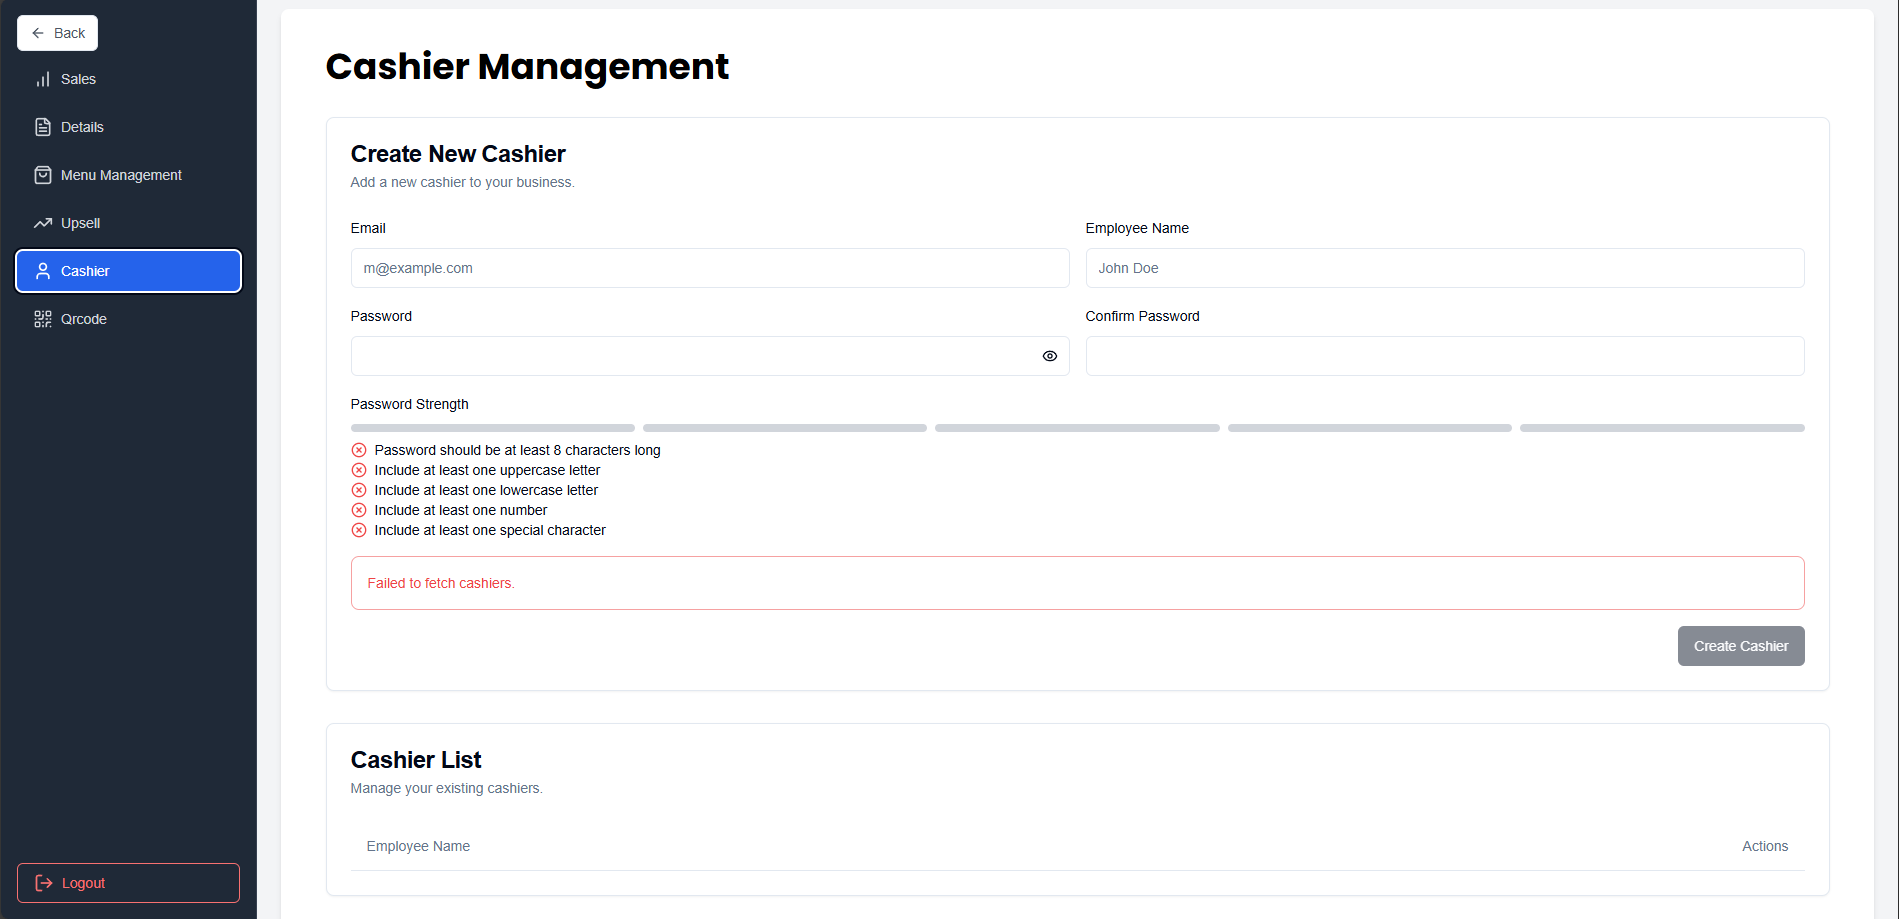 Back
Sales
Details
Menu Management
Upsell
Cashier
Qrcode
Logout
Cashier Management
Create New Cashier
Add a new cashier to your business.
Email
Employee Name
m@example.com
John Doe
Password
Confirm Password
Password Strength
Password should be at least 8 characters long
Include at least one uppercase letter
Include at least one lowercase letter
Include at least one number
Include at least one special character
Failed to fetch cashiers.
Create Cashier
Cashier List
Manage your existing cashiers.
Employee Name
Actions